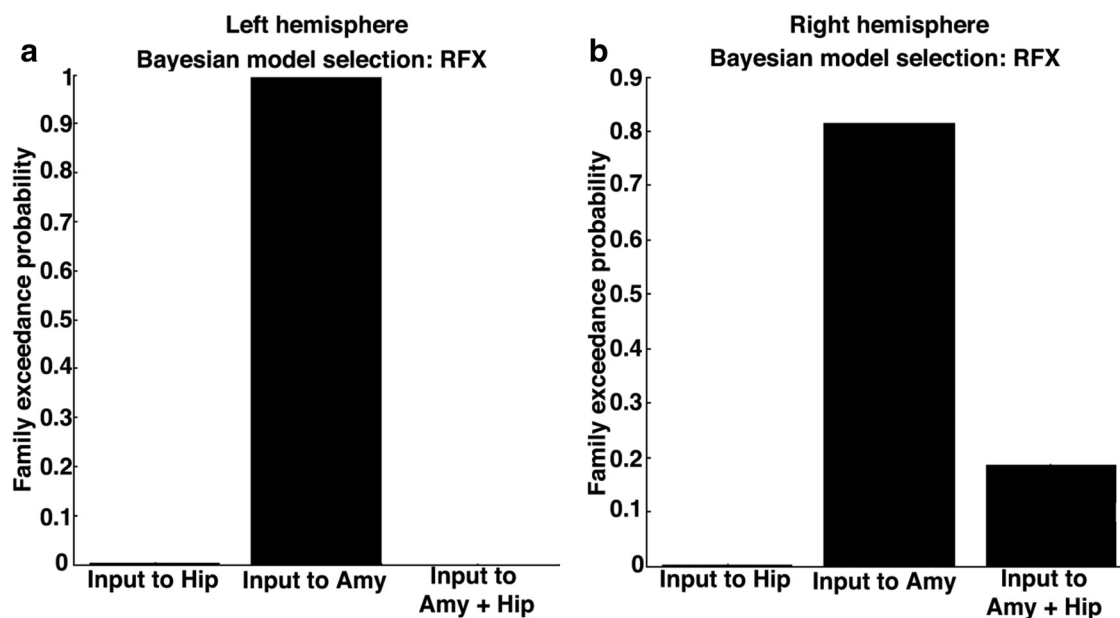 a
Left hemisphere
Bayesian model selection: RFX
Family exceedance probability
1
0.9
0.8
0.7
0.6
0.5
0.4
0.3
0.2
0.1
0
Input to Hip
Input to Amy
Input to
Amy + Hip
b
Right hemisphere
Bayesian model selection: RFX
Family exceedance probability
0.9
0.8
0.7
0.6
0.5
0.4
0.3
0.2
0.1
0
Input to Hip
Input to Amy
Input to
Amy + Hip